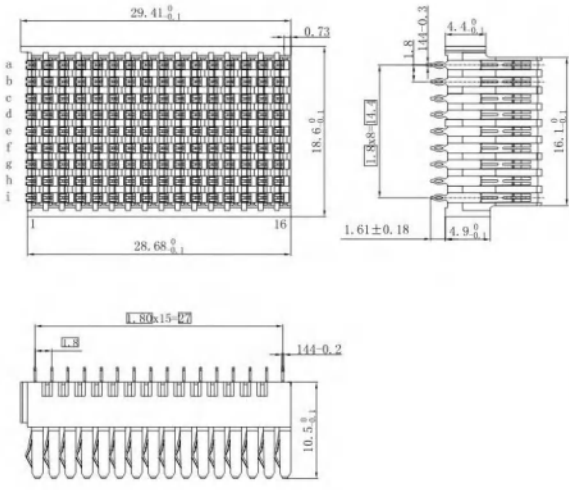 29.41 0 -0.1
0.73
a
b
c
d
e
f
g
h
i
18.6 0 -0.1
1
16
28.68 0 -0.1
4.4 0 -0.1
144-0.3
1.8
1.8x8=14.4
16.1 0 -0.1
1.61±0.18
4.9 0 -0.1
1.80x15=27
1.8
144-0.2
10.5 0 -0.1